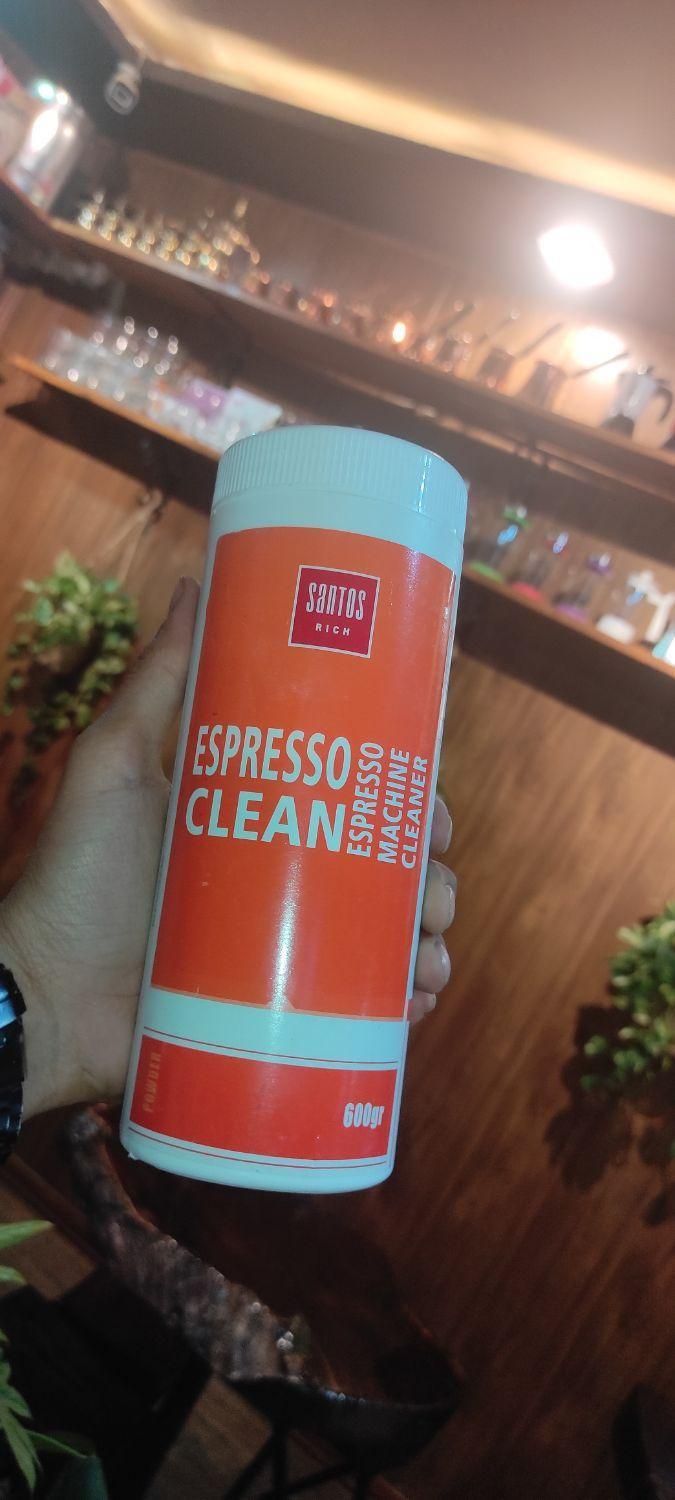 SANTOS
RICH
ESPRESSO
CLEAN
ESPRESSO
MACHINE
CLEANER
POWDER
600gr